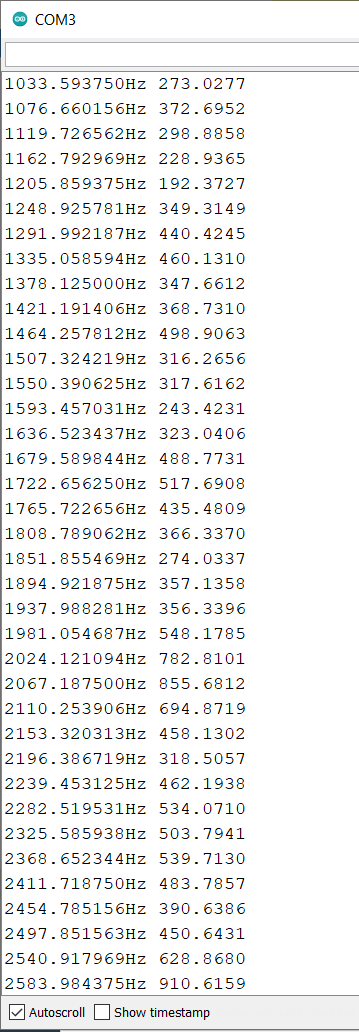 COM3
1033.593750Hz 273.0277
1076.660156Hz 372.6952
1119.726562Hz 298.8858
1162.792969Hz 228.9365
1205.859375Hz 192.3727
1248.925781Hz 349.3149
1291.992187Hz 440.4245
1335.058594Hz 460.1310
1378.125000Hz 347.6612
1421.191406Hz 368.7310
1464.257812Hz 498.9063
1507.324219Hz 316.2656
1550.390625Hz 317.6162
1593.457031Hz 243.4231
1636.523437Hz 323.0406
1679.589844Hz 488.7731
1722.656250Hz 517.6908
1765.722656Hz 435.4809
1808.789062Hz 366.3370
1851.855469Hz 274.0337
1894.921875Hz 357.1358
1937.988281Hz 356.3396
1981.054687Hz 548.1785
2024.121094Hz 782.8101
2067.187500Hz 855.6812
2110.253906Hz 694.8719
2153.320313Hz 458.1302
2196.386719Hz 318.5057
2239.453125Hz 462.1938
2282.519531Hz 534.0710
2325.585938Hz 503.7941
2368.652344Hz 539.7130
2411.718750Hz 483.7857
2454.785156Hz 390.6386
2497.851563Hz 450.6431
2540.917969Hz 628.8680
2583.984375Hz 910.6159
Autoscroll Show timestamp